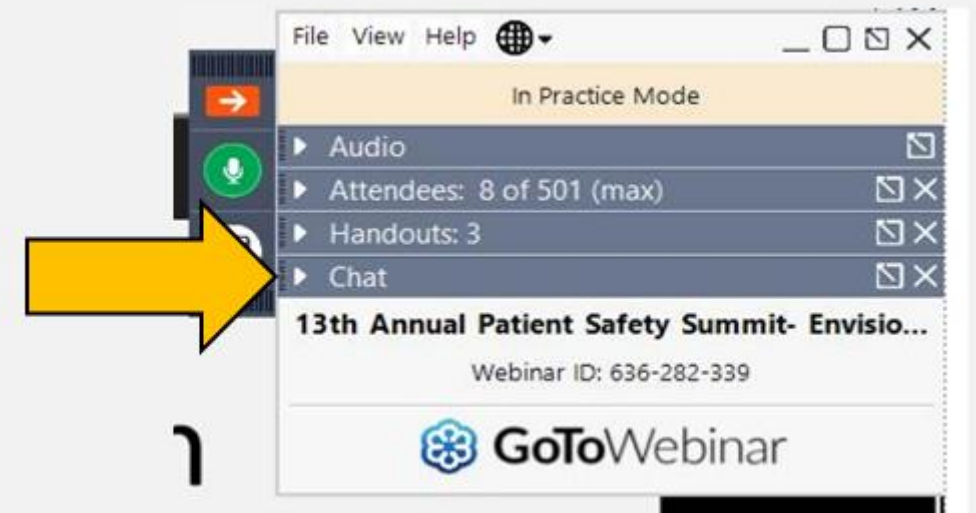 File View Help
In Practice Mode
Audio
Attendees: 8 of 501 (max)
Handouts: 3
Chat
13th Annual Patient Safety Summit- Envisio...
Webinar ID: 636-282-339
GoToWebinar